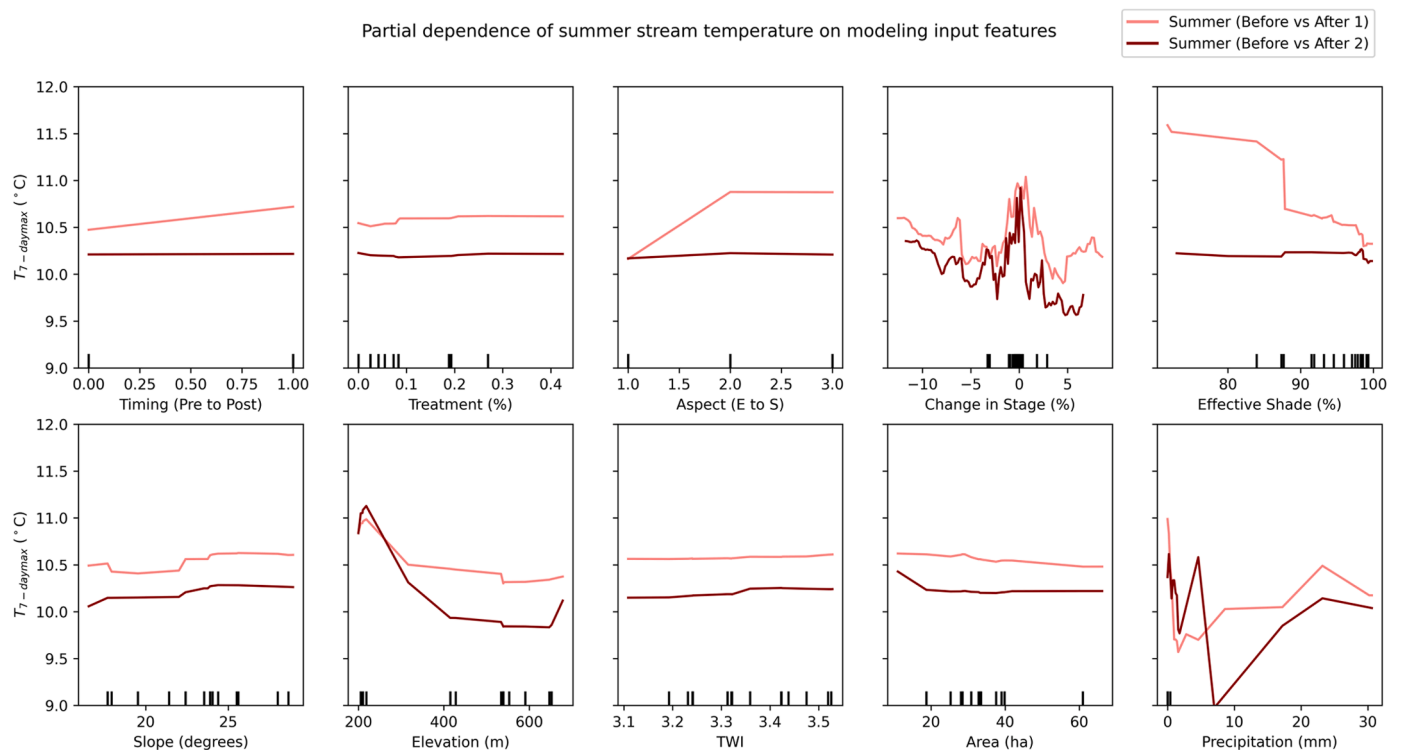 Partial dependence of summer stream temperature on modeling input features
Summer (Before vs After 1)
Summer (Before vs After 2)
12.0
11.5
11.0
10.5
10.0
9.5
9.0
T7−daymax (°C)
0.00 0.25 0.50 0.75 1.00
Timing (Pre to Post)
0.0 0.1 0.2 0.3 0.4
Treatment (%)
1.0 1.5 2.0 2.5 3.0
Aspect (E to S)
−10 −5 0 5
Change in Stage (%)
80 90 100
Effective Shade (%)
12.0
11.5
11.0
10.5
10.0
9.5
9.0
T7−daymax (°C)
20 25
Slope (degrees)
200 400 600
Elevation (m)
3.1 3.2 3.3 3.4 3.5
TWI
20 40 60
Area (ha)
0 10 20 30
Precipitation (mm)